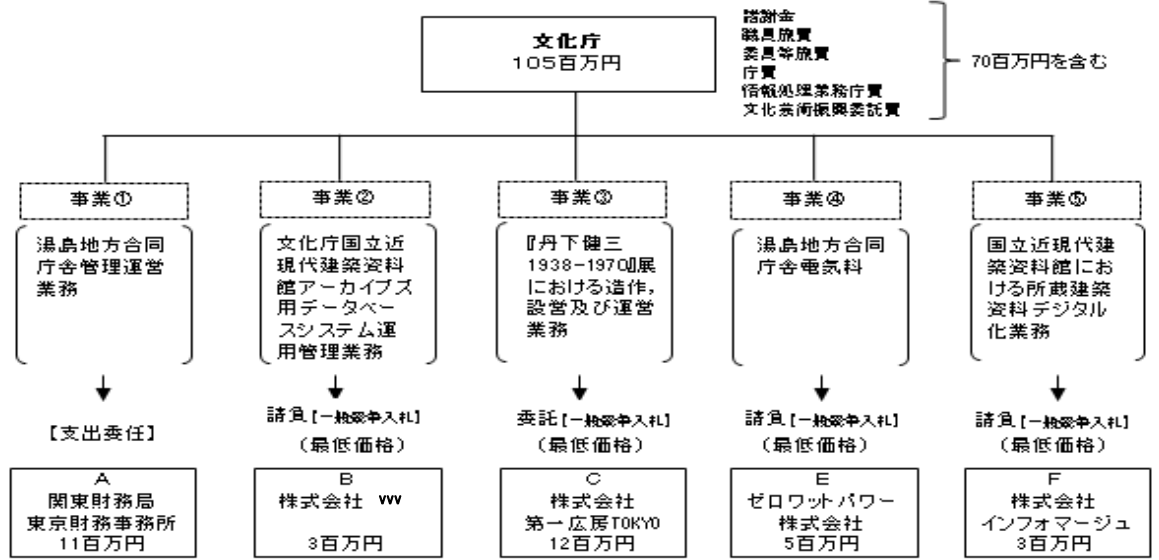 文化庁
105百万円
諸謝金
職員旅費
委員等旅費
庁費
情報処理業務庁費
文化芸術振興委託費
70百万円を含む
事業①
湯島地方合同
庁舎管理運営
業務
【支出委任】
A
関東財務局
東京財務事務所
11百万円
事業②
文化庁国立近
現代建築資料
館アーカイブズ
用データベー
スシステム運
用管理業務
請負【一般競争入札】
(最低価格)
B
株式会社 vvv
3百万円
事業③
『丹下健三
1938-1970』展
における造作,
設営及び運営
業務
委託【一般競争入札】
(最低価格)
C
株式会社
第一広房TOKYO
12百万円
事業④
湯島地方合同
庁舎電気料
請負【一般競争入札】
(最低価格)
E
ゼロワットパワー
株式会社
5百万円
事業⑤
国立近現代建
築資料館にお
ける所蔵建築
資料デジタル
化業務
請負【一般競争入札】
(最低価格)
F
株式会社
インフォマージュ
3百万円